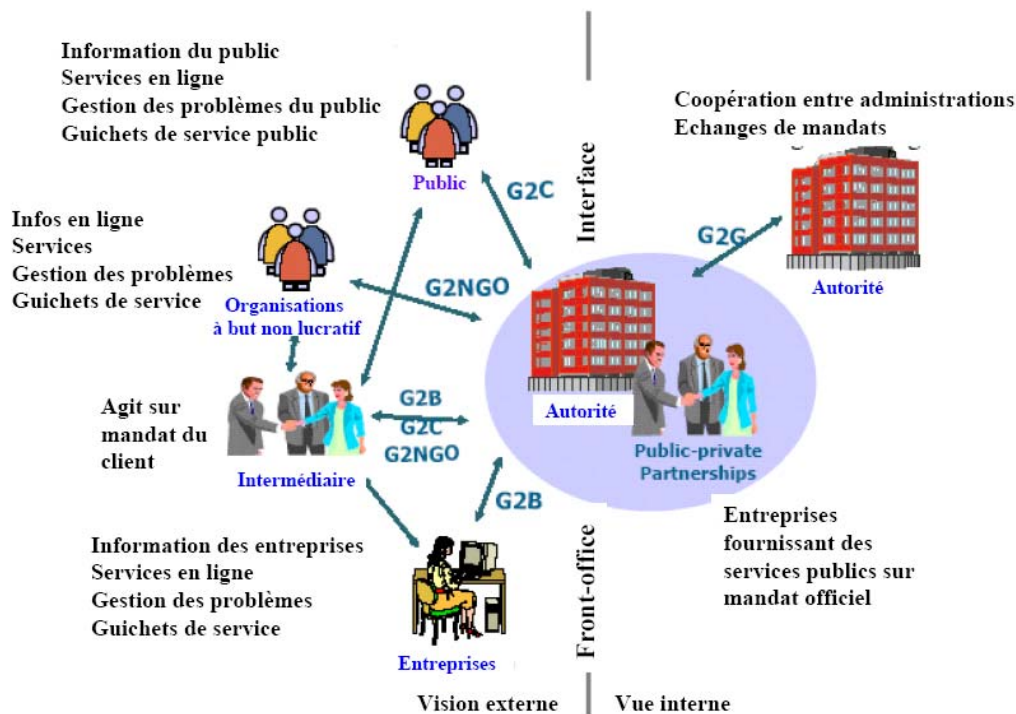 Information du public
Services en ligne
Gestion des problèmes du public
Guichets de service public
Public
G2C
Interface
Coopération entre administrations
Echanges de mandats
G2G
Autorité
Infos en ligne
Services
Gestion des problèmes
Guichets de service
Organisations
à but non lucratif
G2NGO
Autorité
Public-private
Partnerships
Agit sur
mandat du
client
Intermédiaire
G2B
G2C
G2NGO
G2B
Information des entreprises
Services en ligne
Gestion des problèmes
Guichets de service
Entreprises
Front-office
Entreprises
fournissant des
services publics sur
mandat officiel
Vision externe
Vue interne